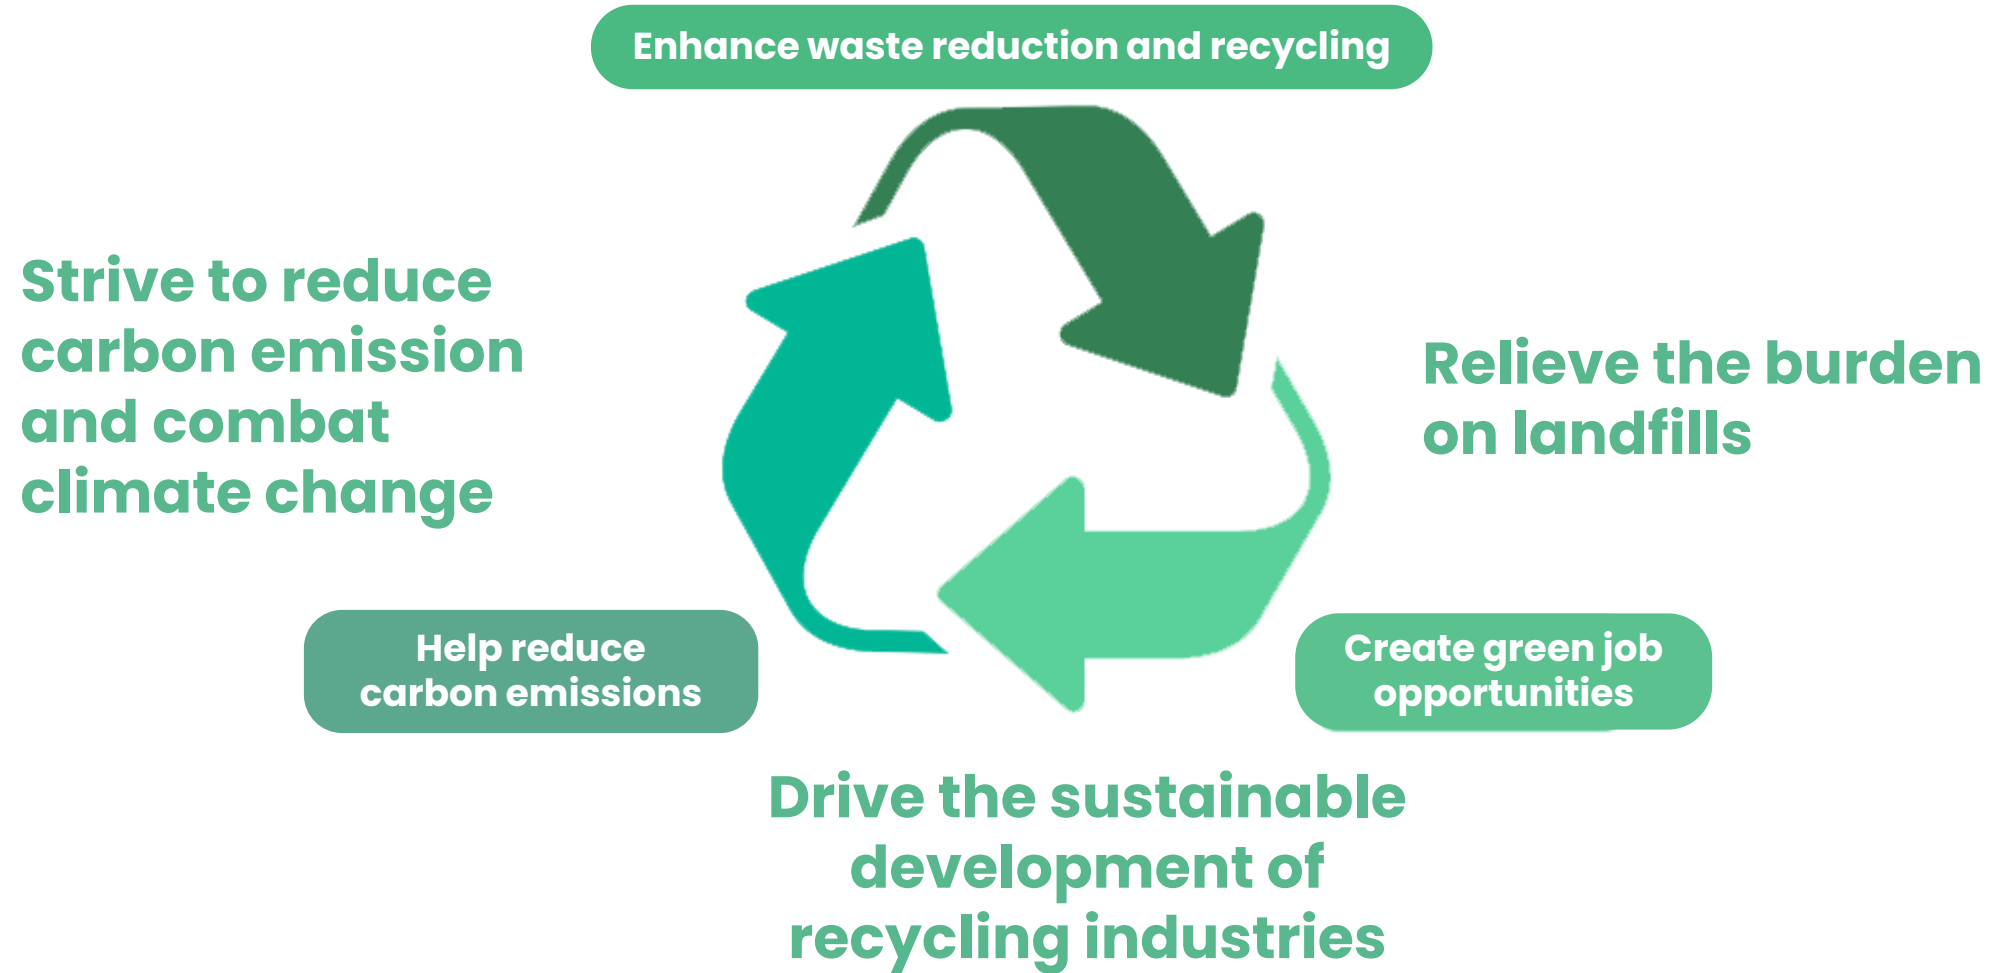 Enhance waste reduction and recycling
Strive to reduce
carbon emission
and combat
climate change
Relieve the burden
on landfills
Help reduce
carbon emissions
Create green job
opportunities
Drive the sustainable
development of
recycling industries